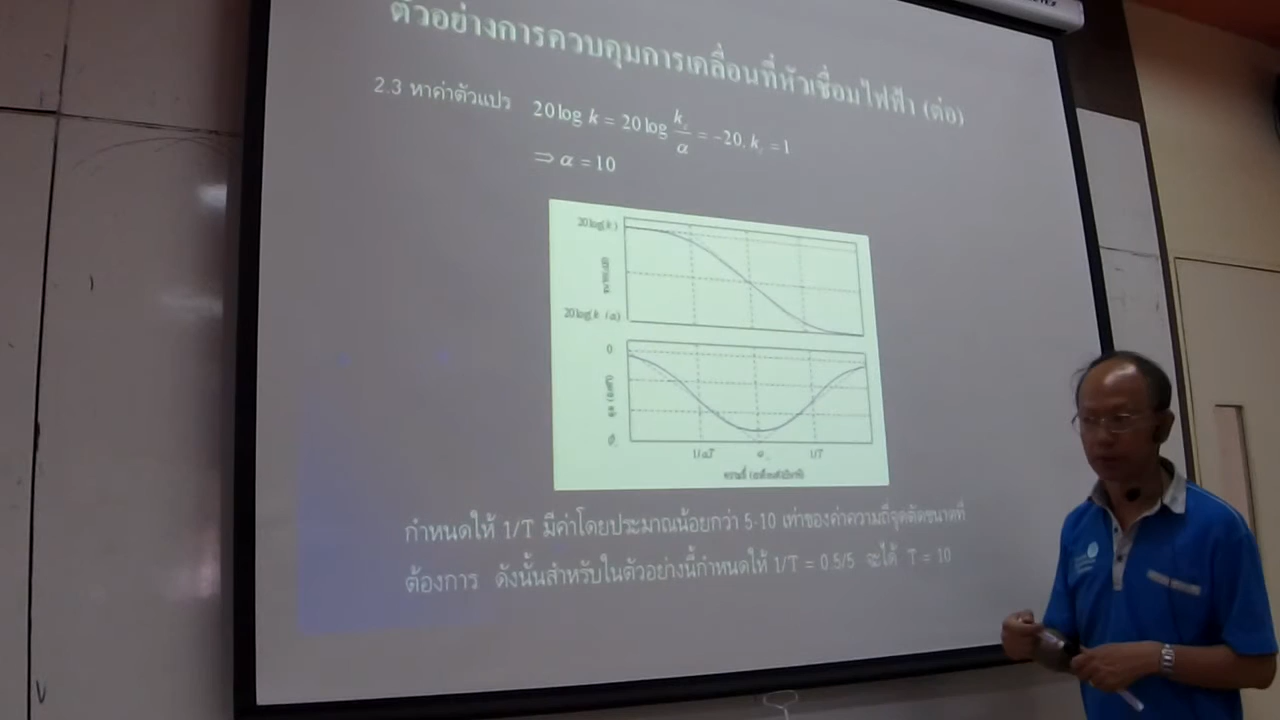 ตัวอย่างการควบคุมการเคลื่อนที่หัวเชื่อมไฟฟ้า (ต่อ)
2.3 หาค่าตัวแปร 20 log k = 20 log k_c/α = -20, k_c = 1
⇒ α = 10
20log(k)
20log(k/α)
0
1/αT
1/T
กำหนดให้ 1/T มีค่าโดยประมาณน้อยกว่า 5-10 เท่าของค่าความถี่จุดตัดขนาดที่
ต้องการ ดังนั้นสำหรับในตัวอย่างนี้กำหนดให้ 1/T = 0.5/5 จะได้ T = 10